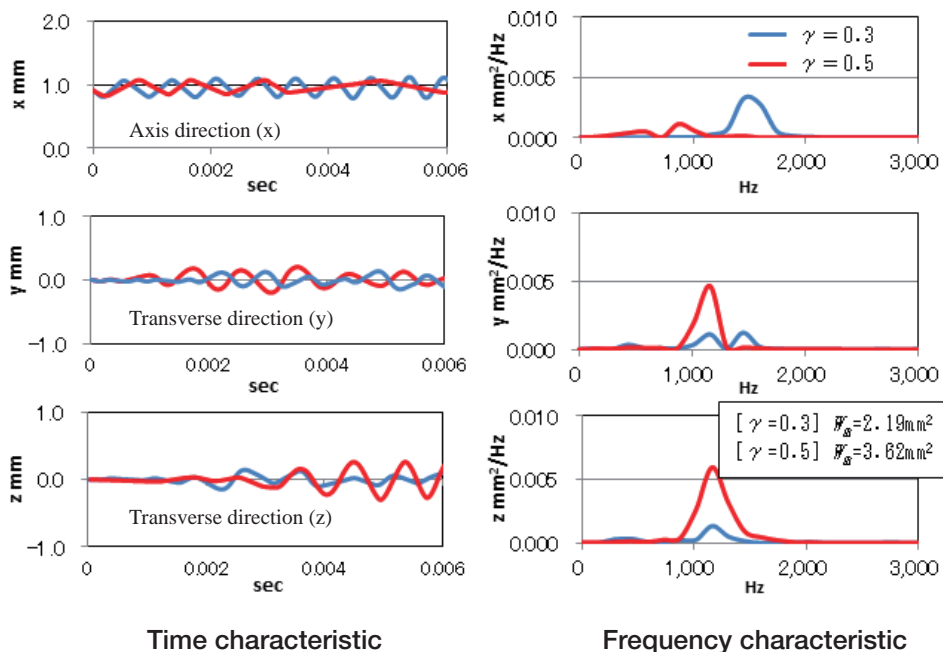 2.0
1.0
0.0
x mm
Axis direction (x)
0
0.002
0.004
0.006
sec
0.010
0.005
0.000
x mm²/Hz
γ = 0.3
γ = 0.5
0
1,000
2,000
3,000
Hz
1.0
0.0
−1.0
y mm
Transverse direction (y)
0
0.002
0.004
0.006
sec
0.010
0.005
0.000
y mm²/Hz
0
1,000
2,000
3,000
Hz
1.0
0.0
−1.0
z mm
Transverse direction (z)
0
0.002
0.004
0.006
sec
0.010
0.005
0.000
z mm²/Hz
[ γ=0.3] W =2.19mm²
[ γ=0.5] W =3.62mm²
0
1,000
2,000
3,000
Hz
Time characteristic
Frequency characteristic